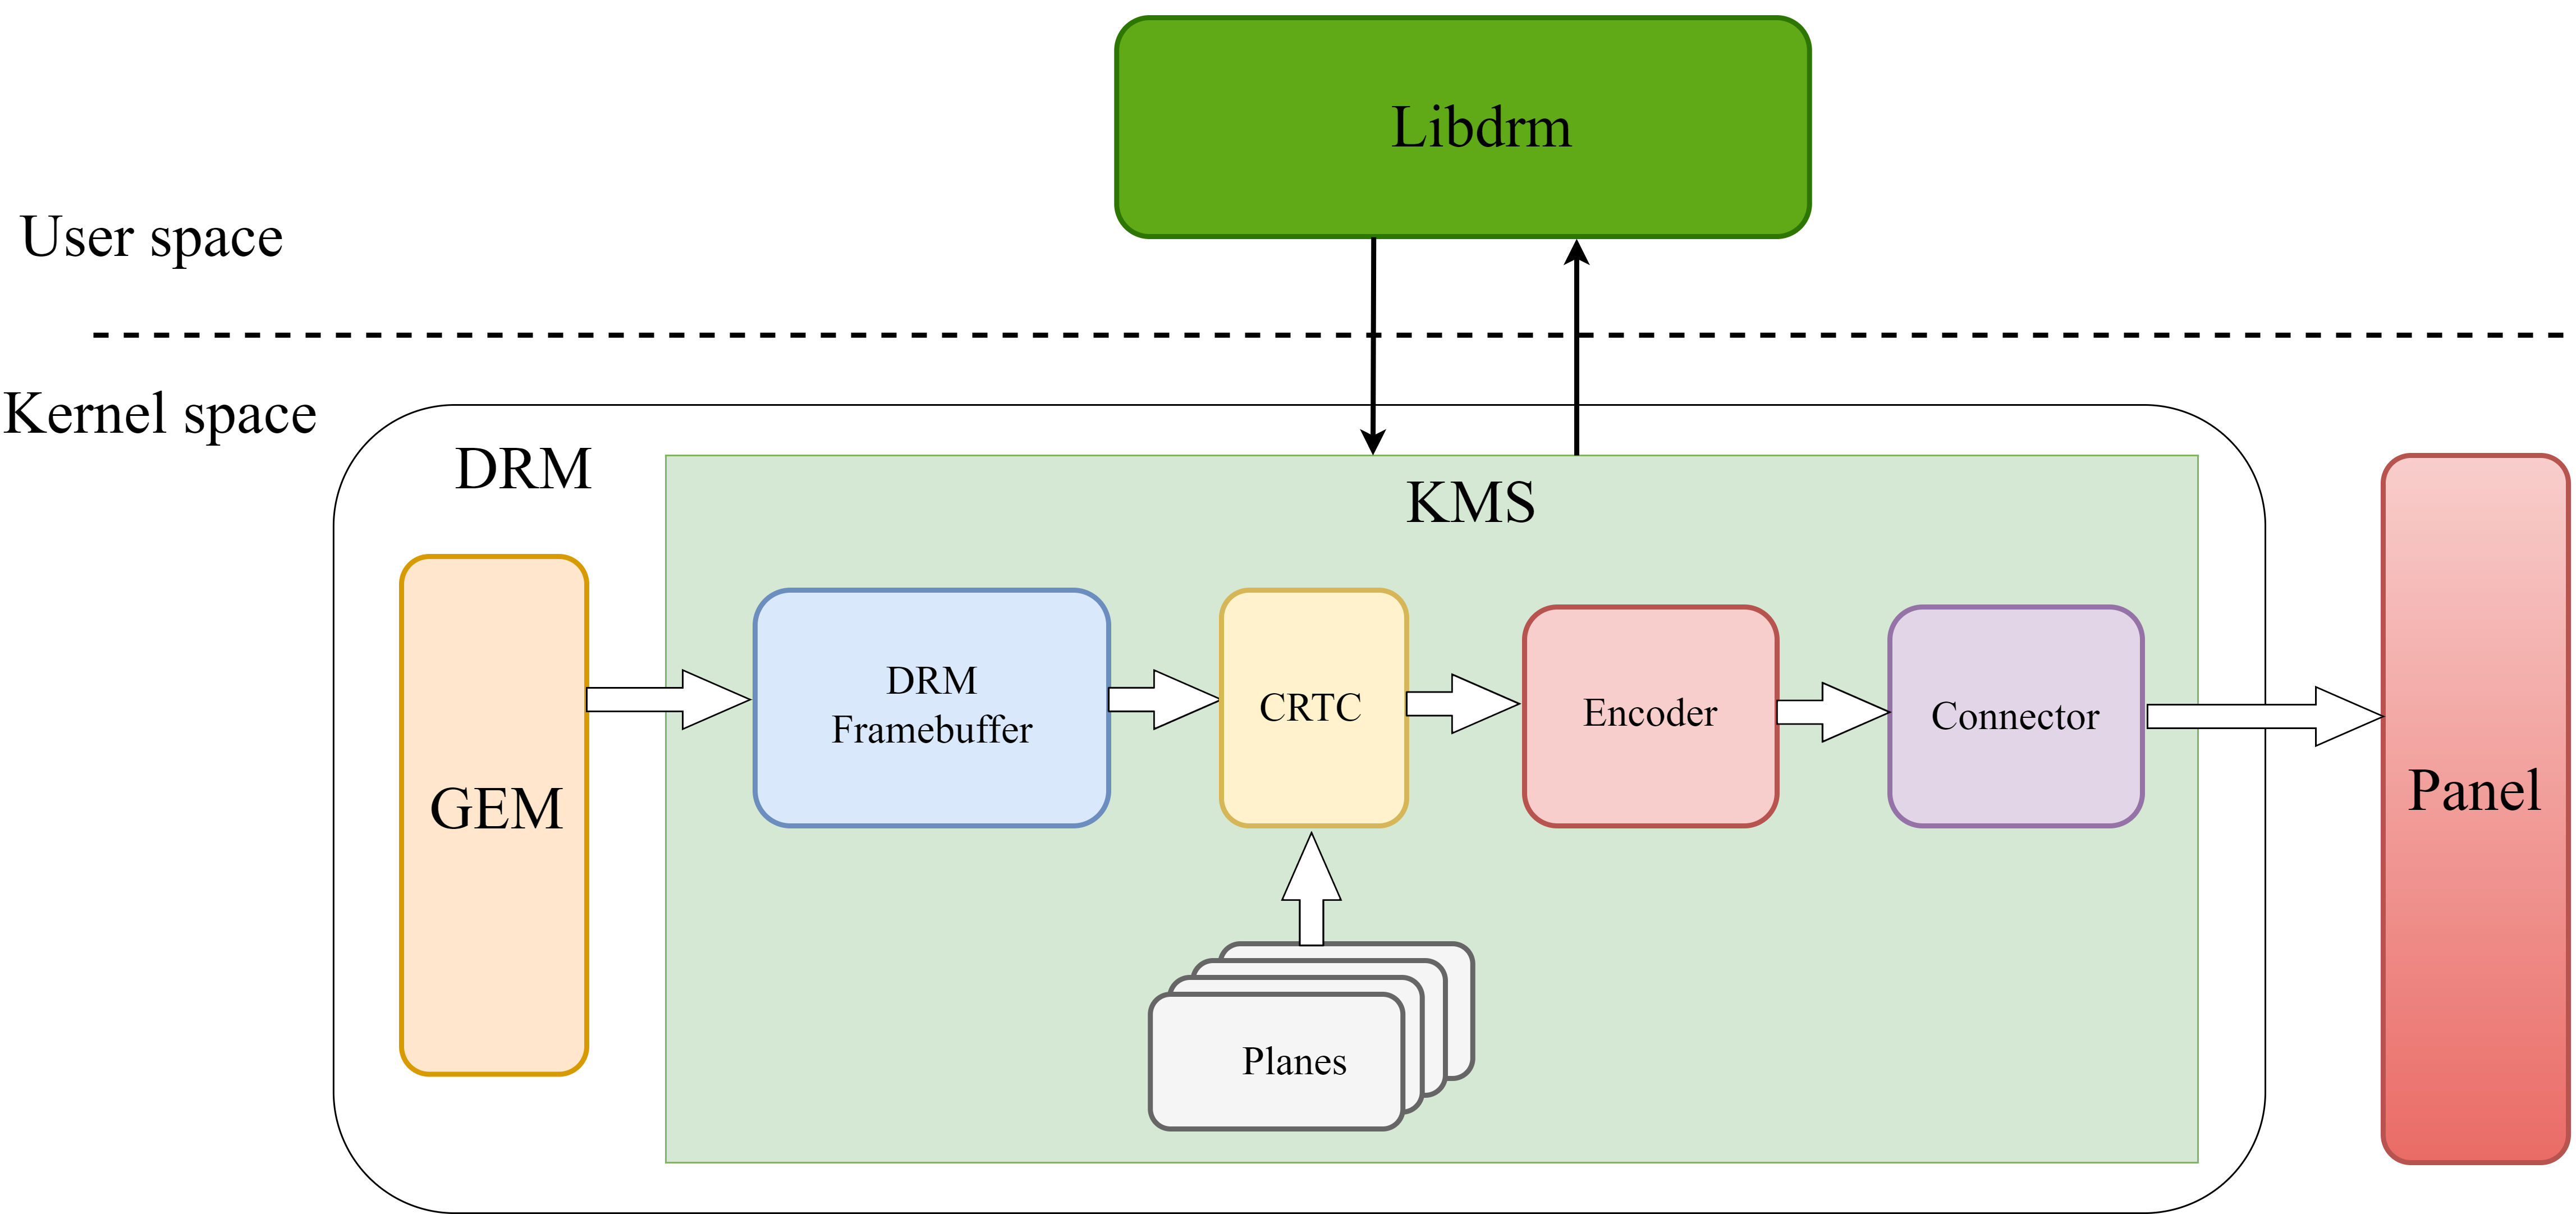 Libdrm
User space
Kernel space
DRM
KMS
GEM
DRM
Framebuffer
CRTC
Encoder
Connector
Panel
Planes